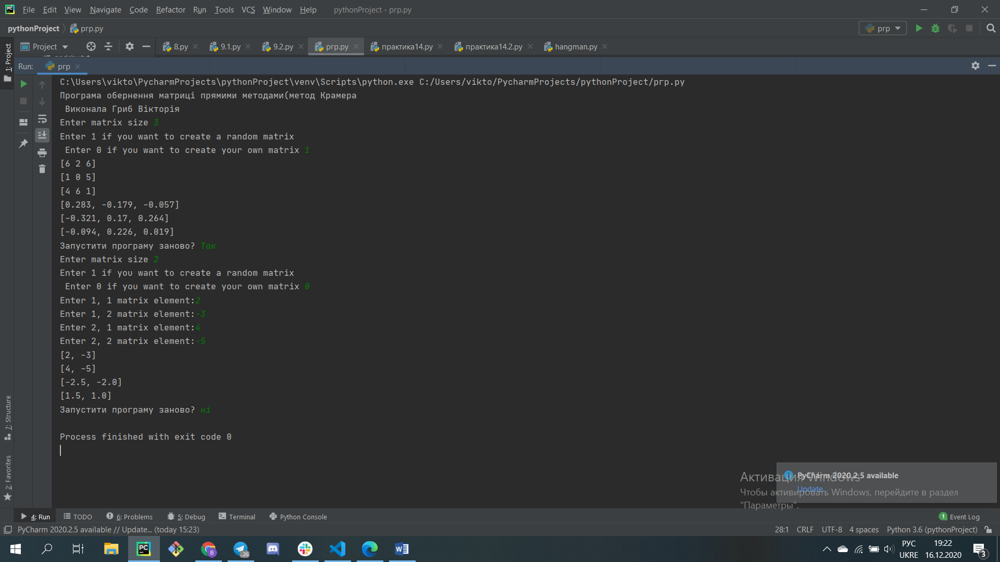 File Edit View Navigate Code Refactor Run Tools VCS Window Help pythonProject - ргр.py
pythonProject ргр.py ргр
1: Project
Project 8.py 9.1.py 9.2.py ргр.py практика14.py практика14.2.py hangman.py
Run: ргр
C:\Users\vikto\PycharmProjects\pythonProject\venv\Scripts\python.exe C:/Users/vikto/PycharmProjects/pythonProject/ргр.py
Програма обернення матриці прямими методами(метод Крамера
Виконала Гриб Вікторія
Enter matrix size 3
Enter 1 if you want to create a random matrix
Enter 0 if you want to create your own matrix 1
[6 2 6]
[1 0 5]
[4 6 1]
[0.283, -0.179, -0.057]
[-0.321, 0.17, 0.264]
[-0.094, 0.226, 0.019]
Запустити програму заново? Так
Enter matrix size 2
Enter 1 if you want to create a random matrix
Enter 0 if you want to create your own matrix 0
Enter 1, 1 matrix element:2
Enter 1, 2 matrix element:-3
Enter 2, 1 matrix element:4
Enter 2, 2 matrix element:-5
[2, -3]
[4, -5]
[-2.5, -2.0]
[1.5, 1.0]
Запустити програму заново? ні
Process finished with exit code 0
7: Structure
2: Favorites
PyCharm 2020.2.5 available
Update...
Активация Windows
Чтобы активировать Windows, перейдите в раздел
"Параметры".
4: Run TODO 6: Problems 5: Debug Terminal Python Console 1 Event Log
PyCharm 2020.2.5 available // Update... (today 15:23) 28:1 CRLF UTF-8 4 spaces Python 3.6 (pythonProject)
PC B ..26 РУС 19:22
UKRE 16.12.2020 3